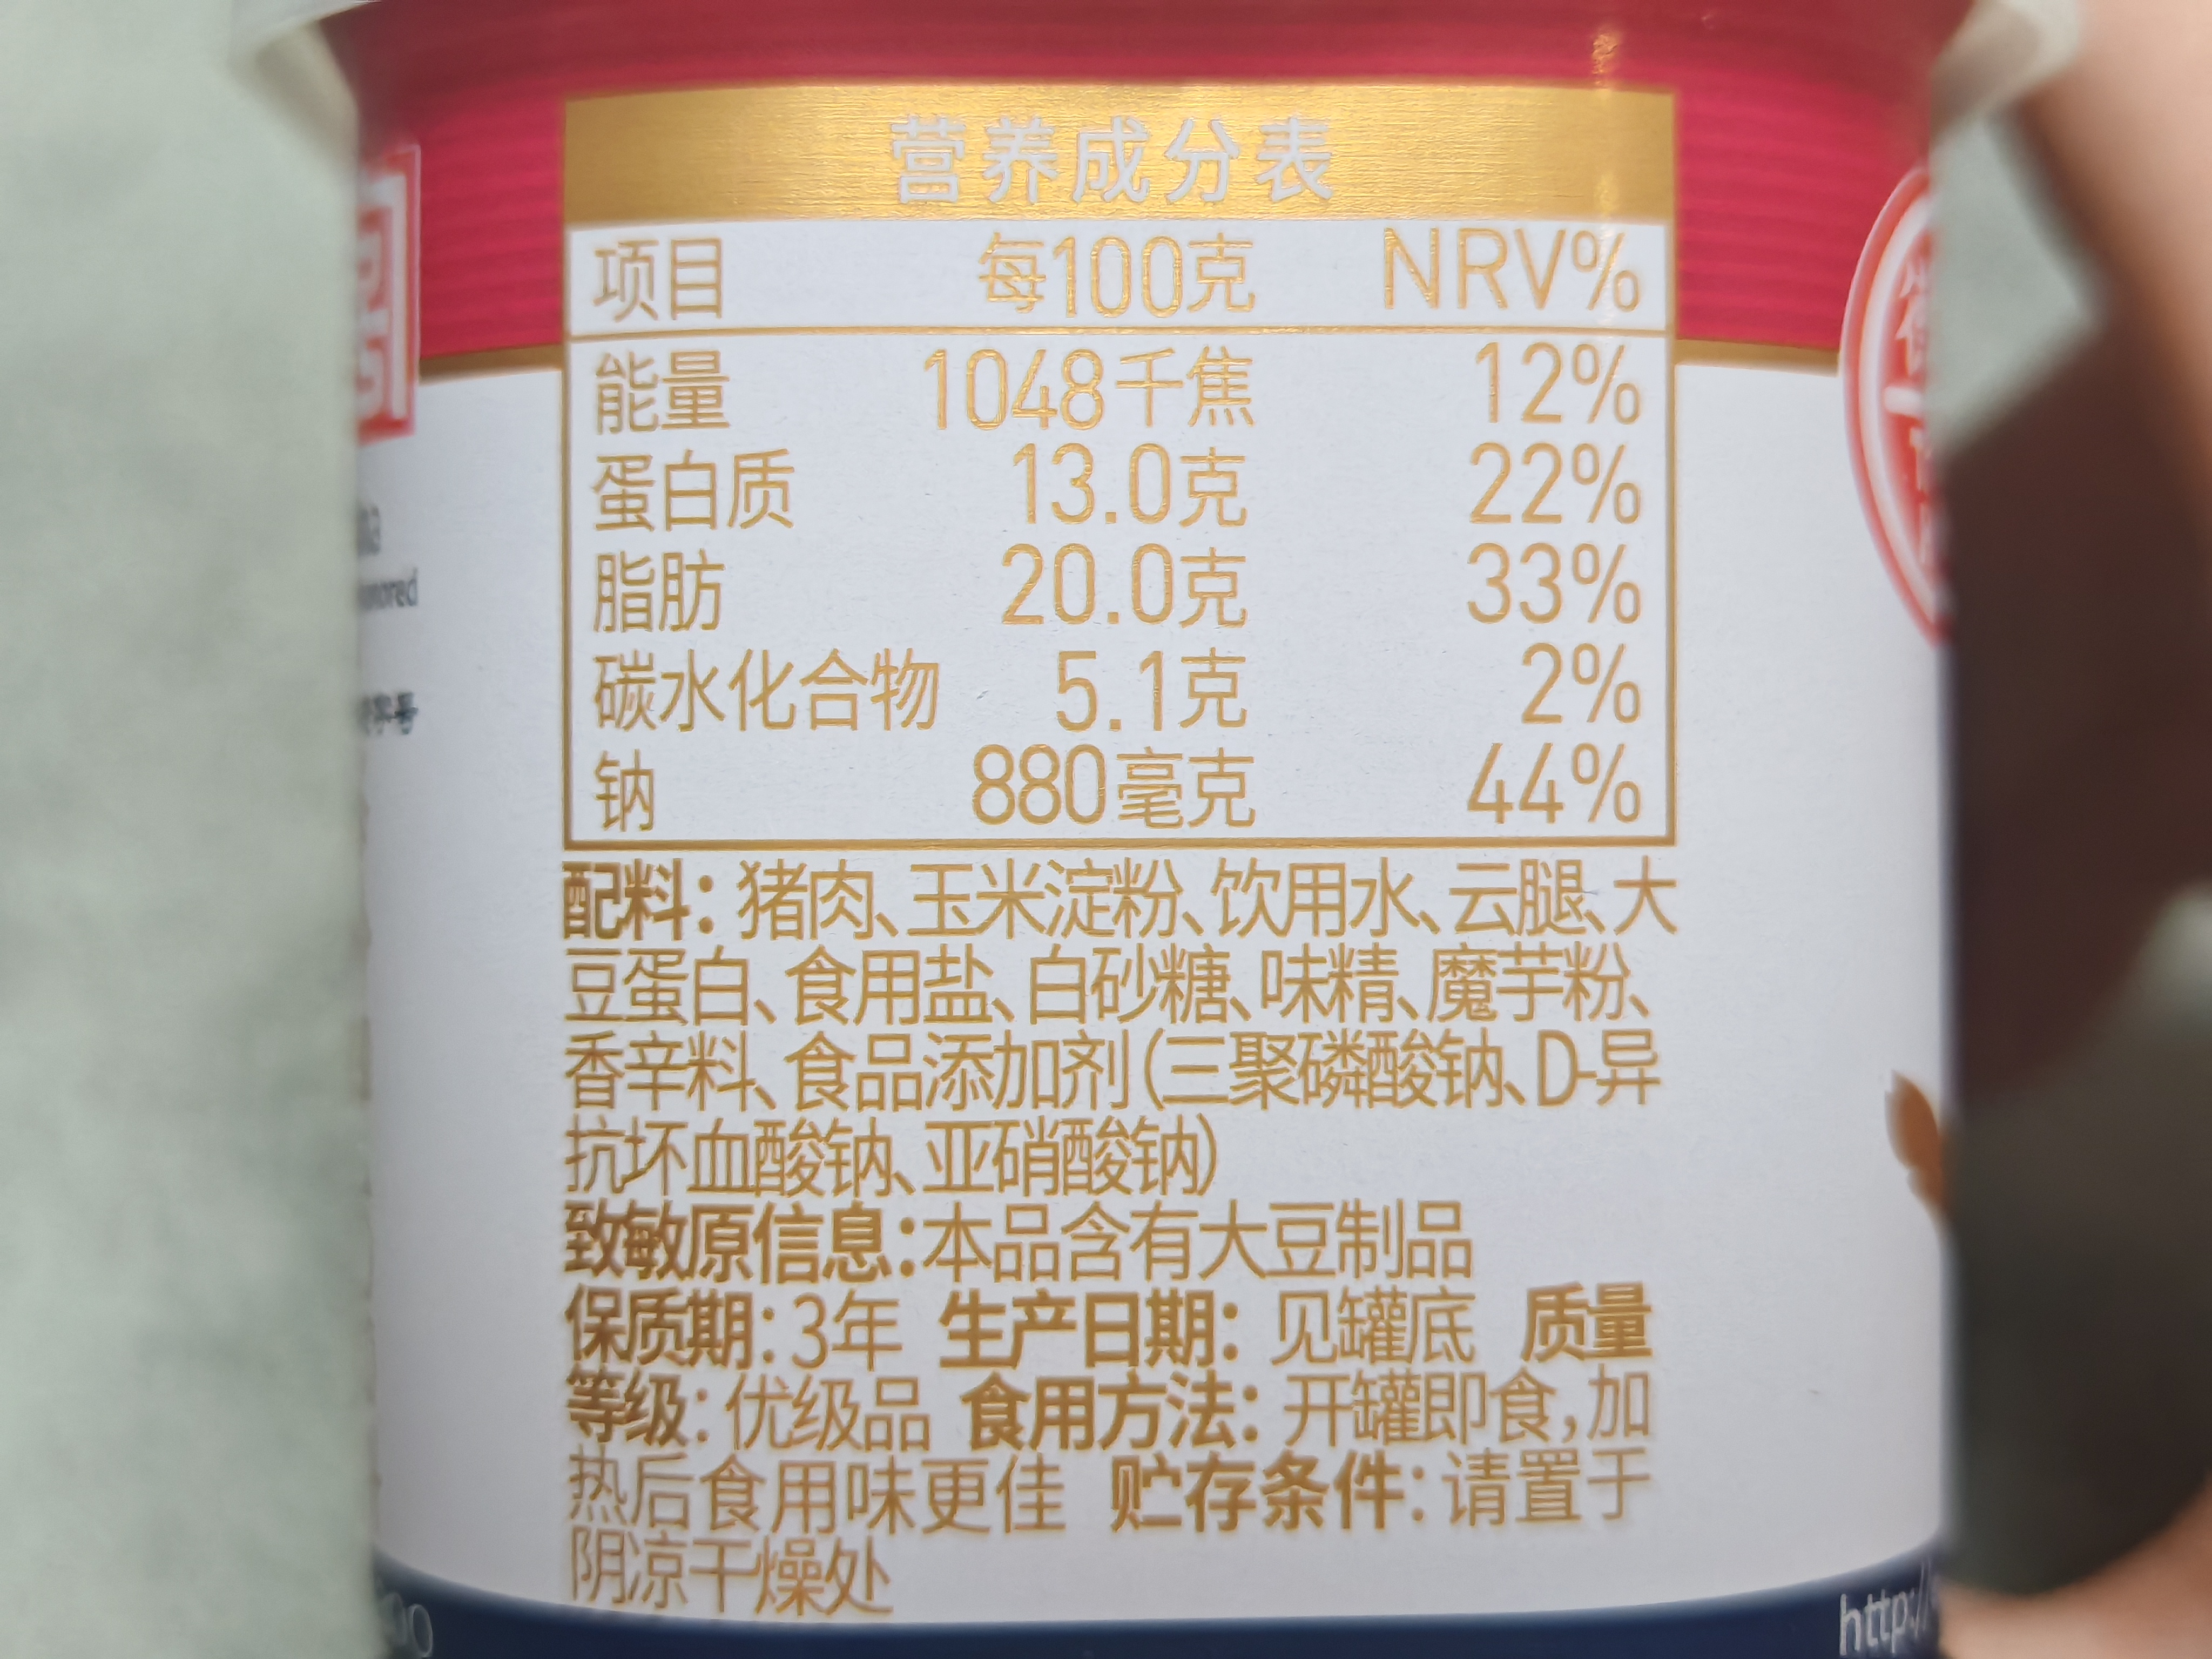 营养成分表
项目 每100克 NRV%
能量 1048千焦 12%
蛋白质 13.0克 22%
脂肪 20.0克 33%
碳水化合物 5.1克 2%
钠 880毫克 44%
配料：猪肉、玉米淀粉、饮用水、云腿、大
豆蛋白、食用盐、白砂糖、味精、魔芋粉、
香辛料、食品添加剂(三聚磷酸钠、D-异
抗坏血酸钠、亚硝酸钠)
致敏原信息：本品含有大豆制品
保质期：3年 生产日期：见罐底 质量
等级：优级品 食用方法：开罐即食，加
热后食用味更佳 贮存条件：请置于
阴凉干燥处
http:/